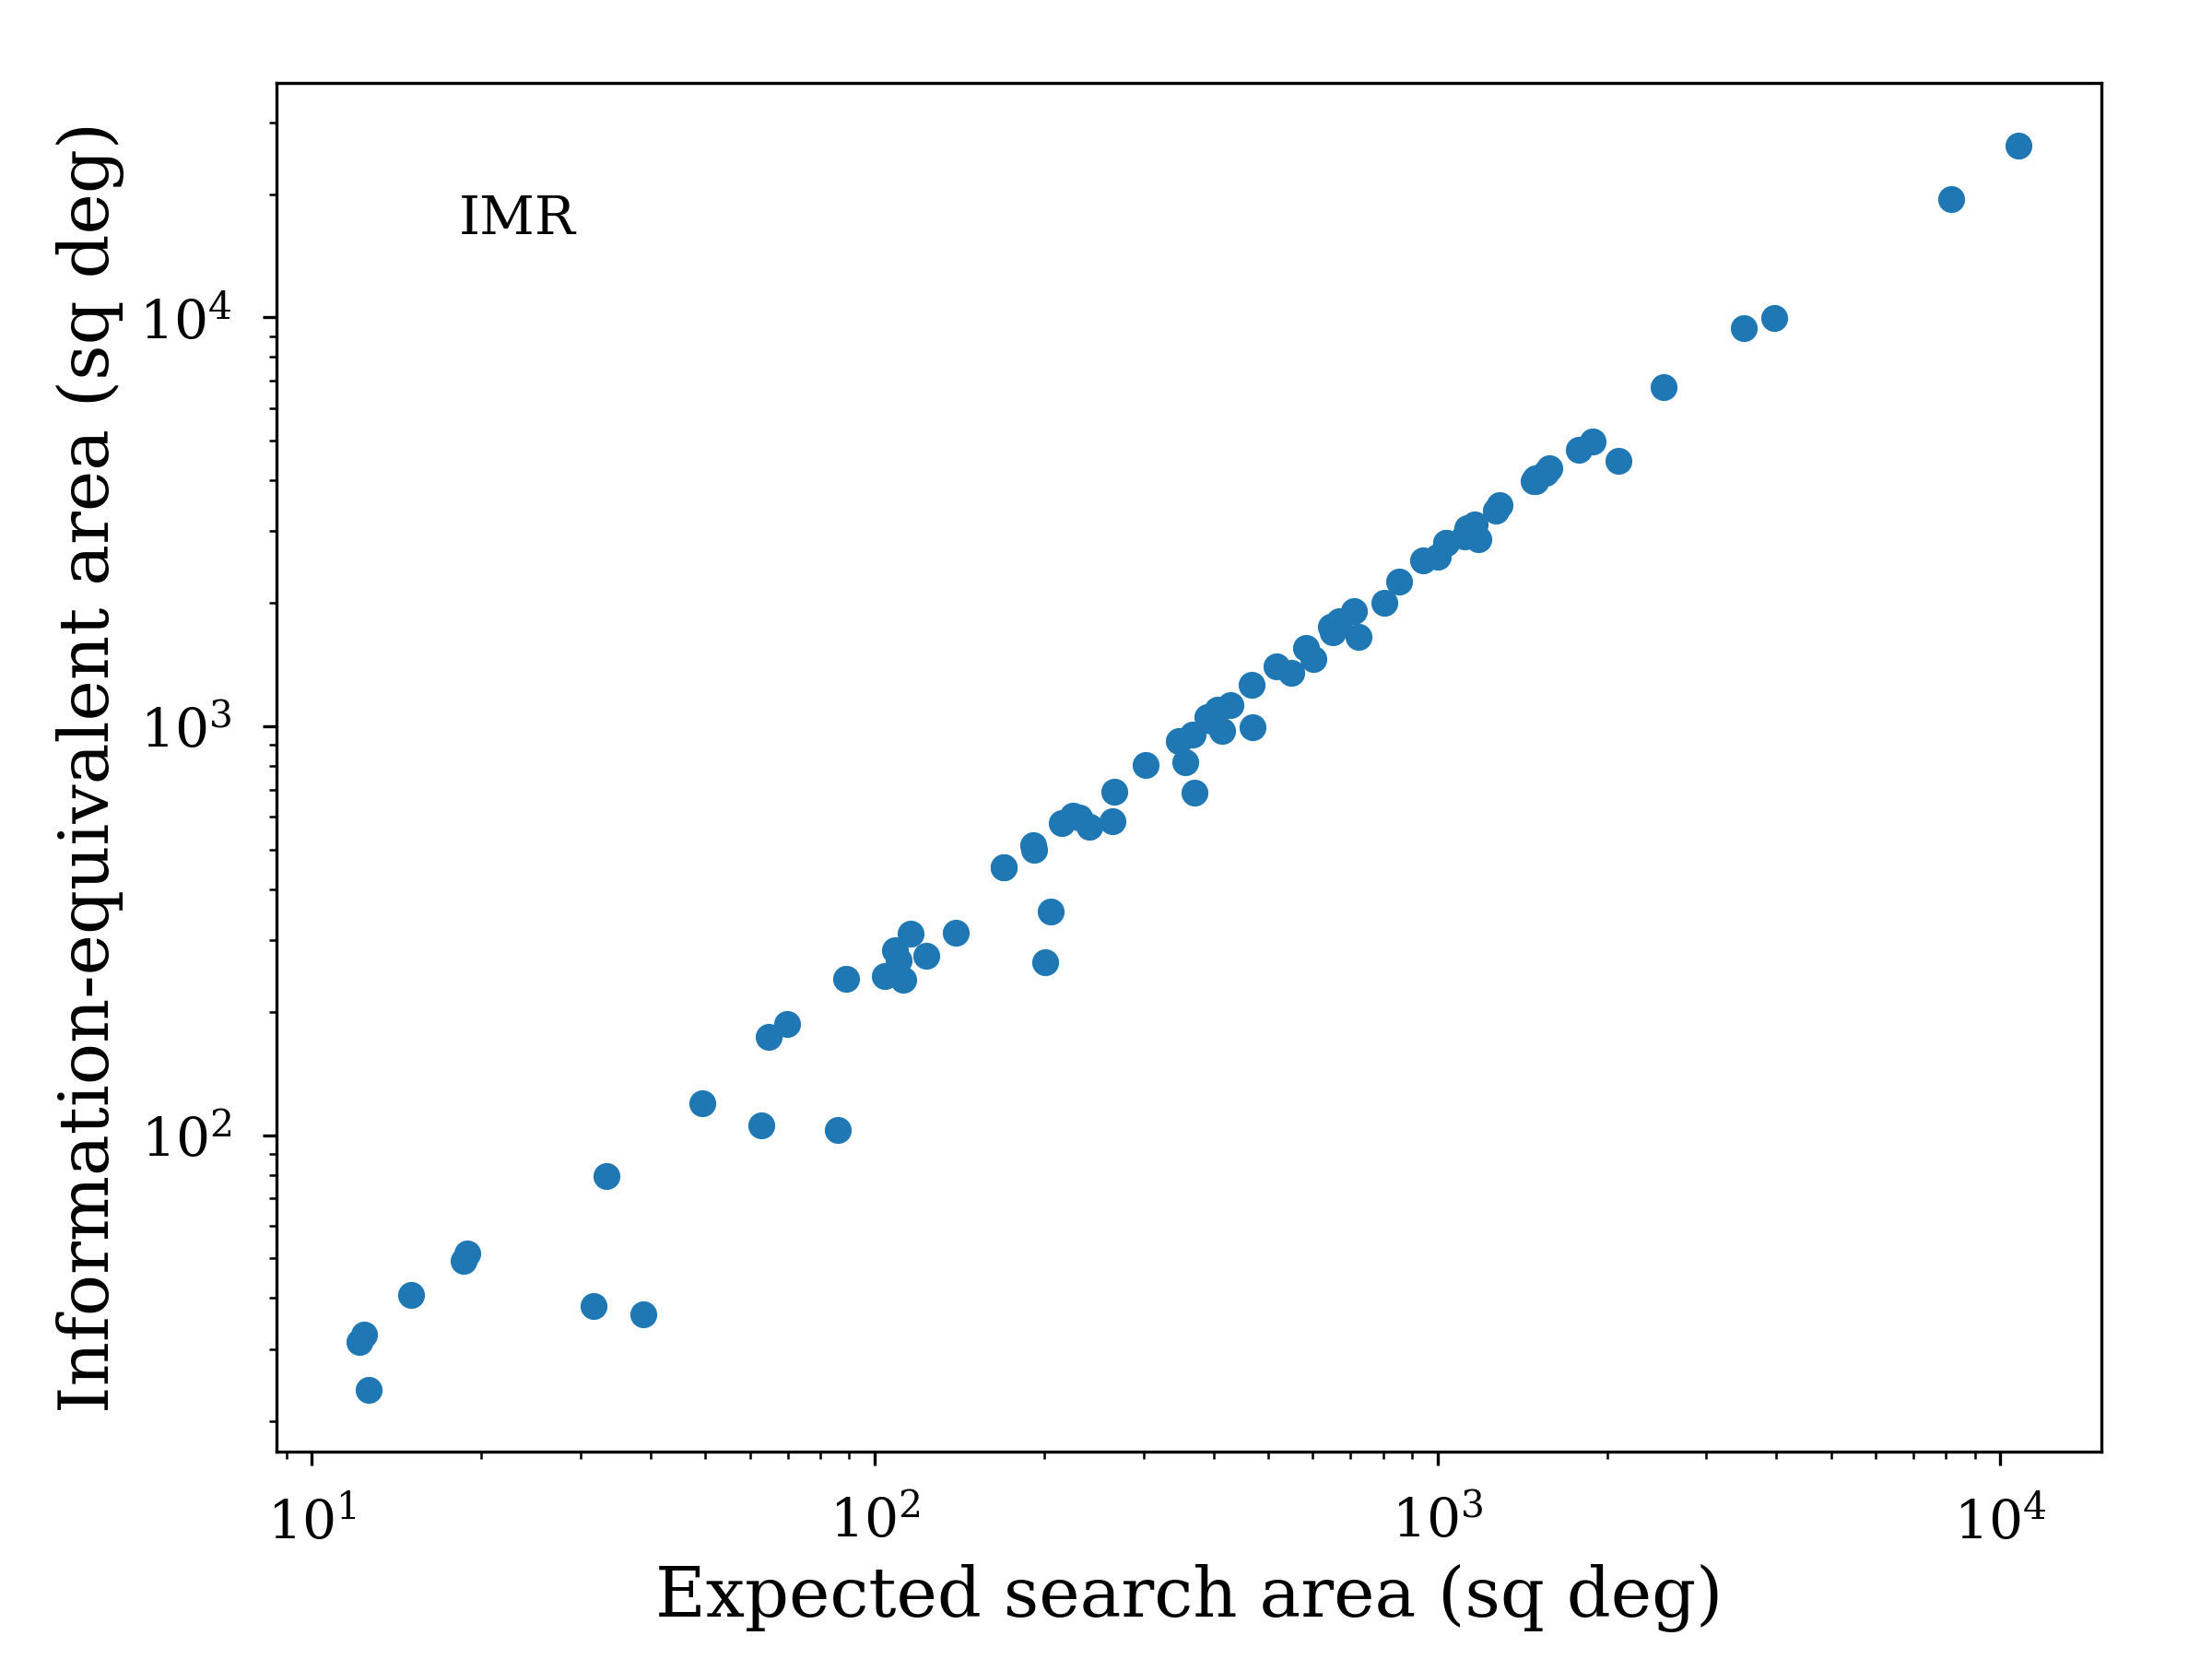 Information-equivalent area (sq deg)
IMR
10⁴
10³
10²
10¹ 10² 10³ 10⁴
Expected search area (sq deg)